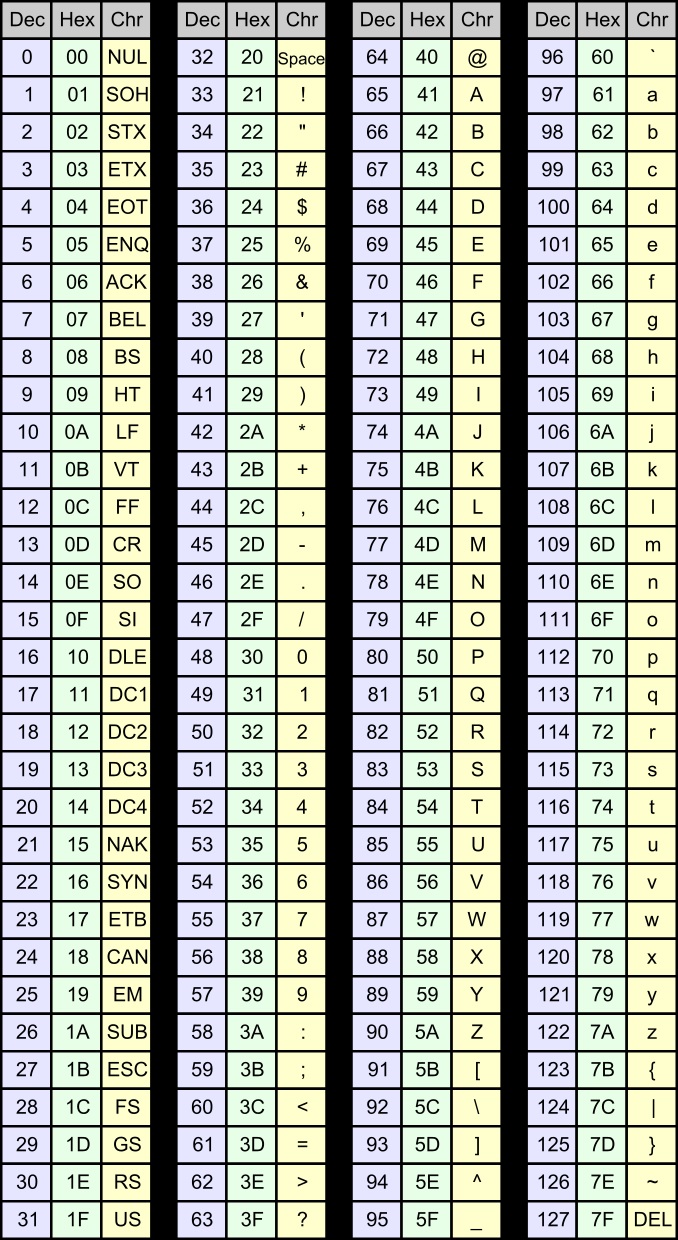 Dec Hex Chr Dec Hex Chr Dec Hex Chr Dec Hex Chr
0 00 NUL 32 20 Space 64 40 @ 96 60 `
1 01 SOH 33 21 ! 65 41 A 97 61 a
2 02 STX 34 22 " 66 42 B 98 62 b
3 03 ETX 35 23 # 67 43 C 99 63 c
4 04 EOT 36 24 $ 68 44 D 100 64 d
5 05 ENQ 37 25 % 69 45 E 101 65 e
6 06 ACK 38 26 & 70 46 F 102 66 f
7 07 BEL 39 27 ' 71 47 G 103 67 g
8 08 BS 40 28 ( 72 48 H 104 68 h
9 09 HT 41 29 ) 73 49 I 105 69 i
10 0A LF 42 2A * 74 4A J 106 6A j
11 0B VT 43 2B + 75 4B K 107 6B k
12 0C FF 44 2C , 76 4C L 108 6C l
13 0D CR 45 2D - 77 4D M 109 6D m
14 0E SO 46 2E . 78 4E N 110 6E n
15 0F SI 47 2F / 79 4F O 111 6F o
16 10 DLE 48 30 0 80 50 P 112 70 p
17 11 DC1 49 31 1 81 51 Q 113 71 q
18 12 DC2 50 32 2 82 52 R 114 72 r
19 13 DC3 51 33 3 83 53 S 115 73 s
20 14 DC4 52 34 4 84 54 T 116 74 t
21 15 NAK 53 35 5 85 55 U 117 75 u
22 16 SYN 54 36 6 86 56 V 118 76 v
23 17 ETB 55 37 7 87 57 W 119 77 w
24 18 CAN 56 38 8 88 58 X 120 78 x
25 19 EM 57 39 9 89 59 Y 121 79 y
26 1A SUB 58 3A : 90 5A Z 122 7A z
27 1B ESC 59 3B ; 91 5B [ 123 7B {
28 1C FS 60 3C < 92 5C \ 124 7C |
29 1D GS 61 3D = 93 5D ] 125 7D }
30 1E RS 62 3E > 94 5E ^ 126 7E ~
31 1F US 63 3F ? 95 5F _ 127 7F DEL